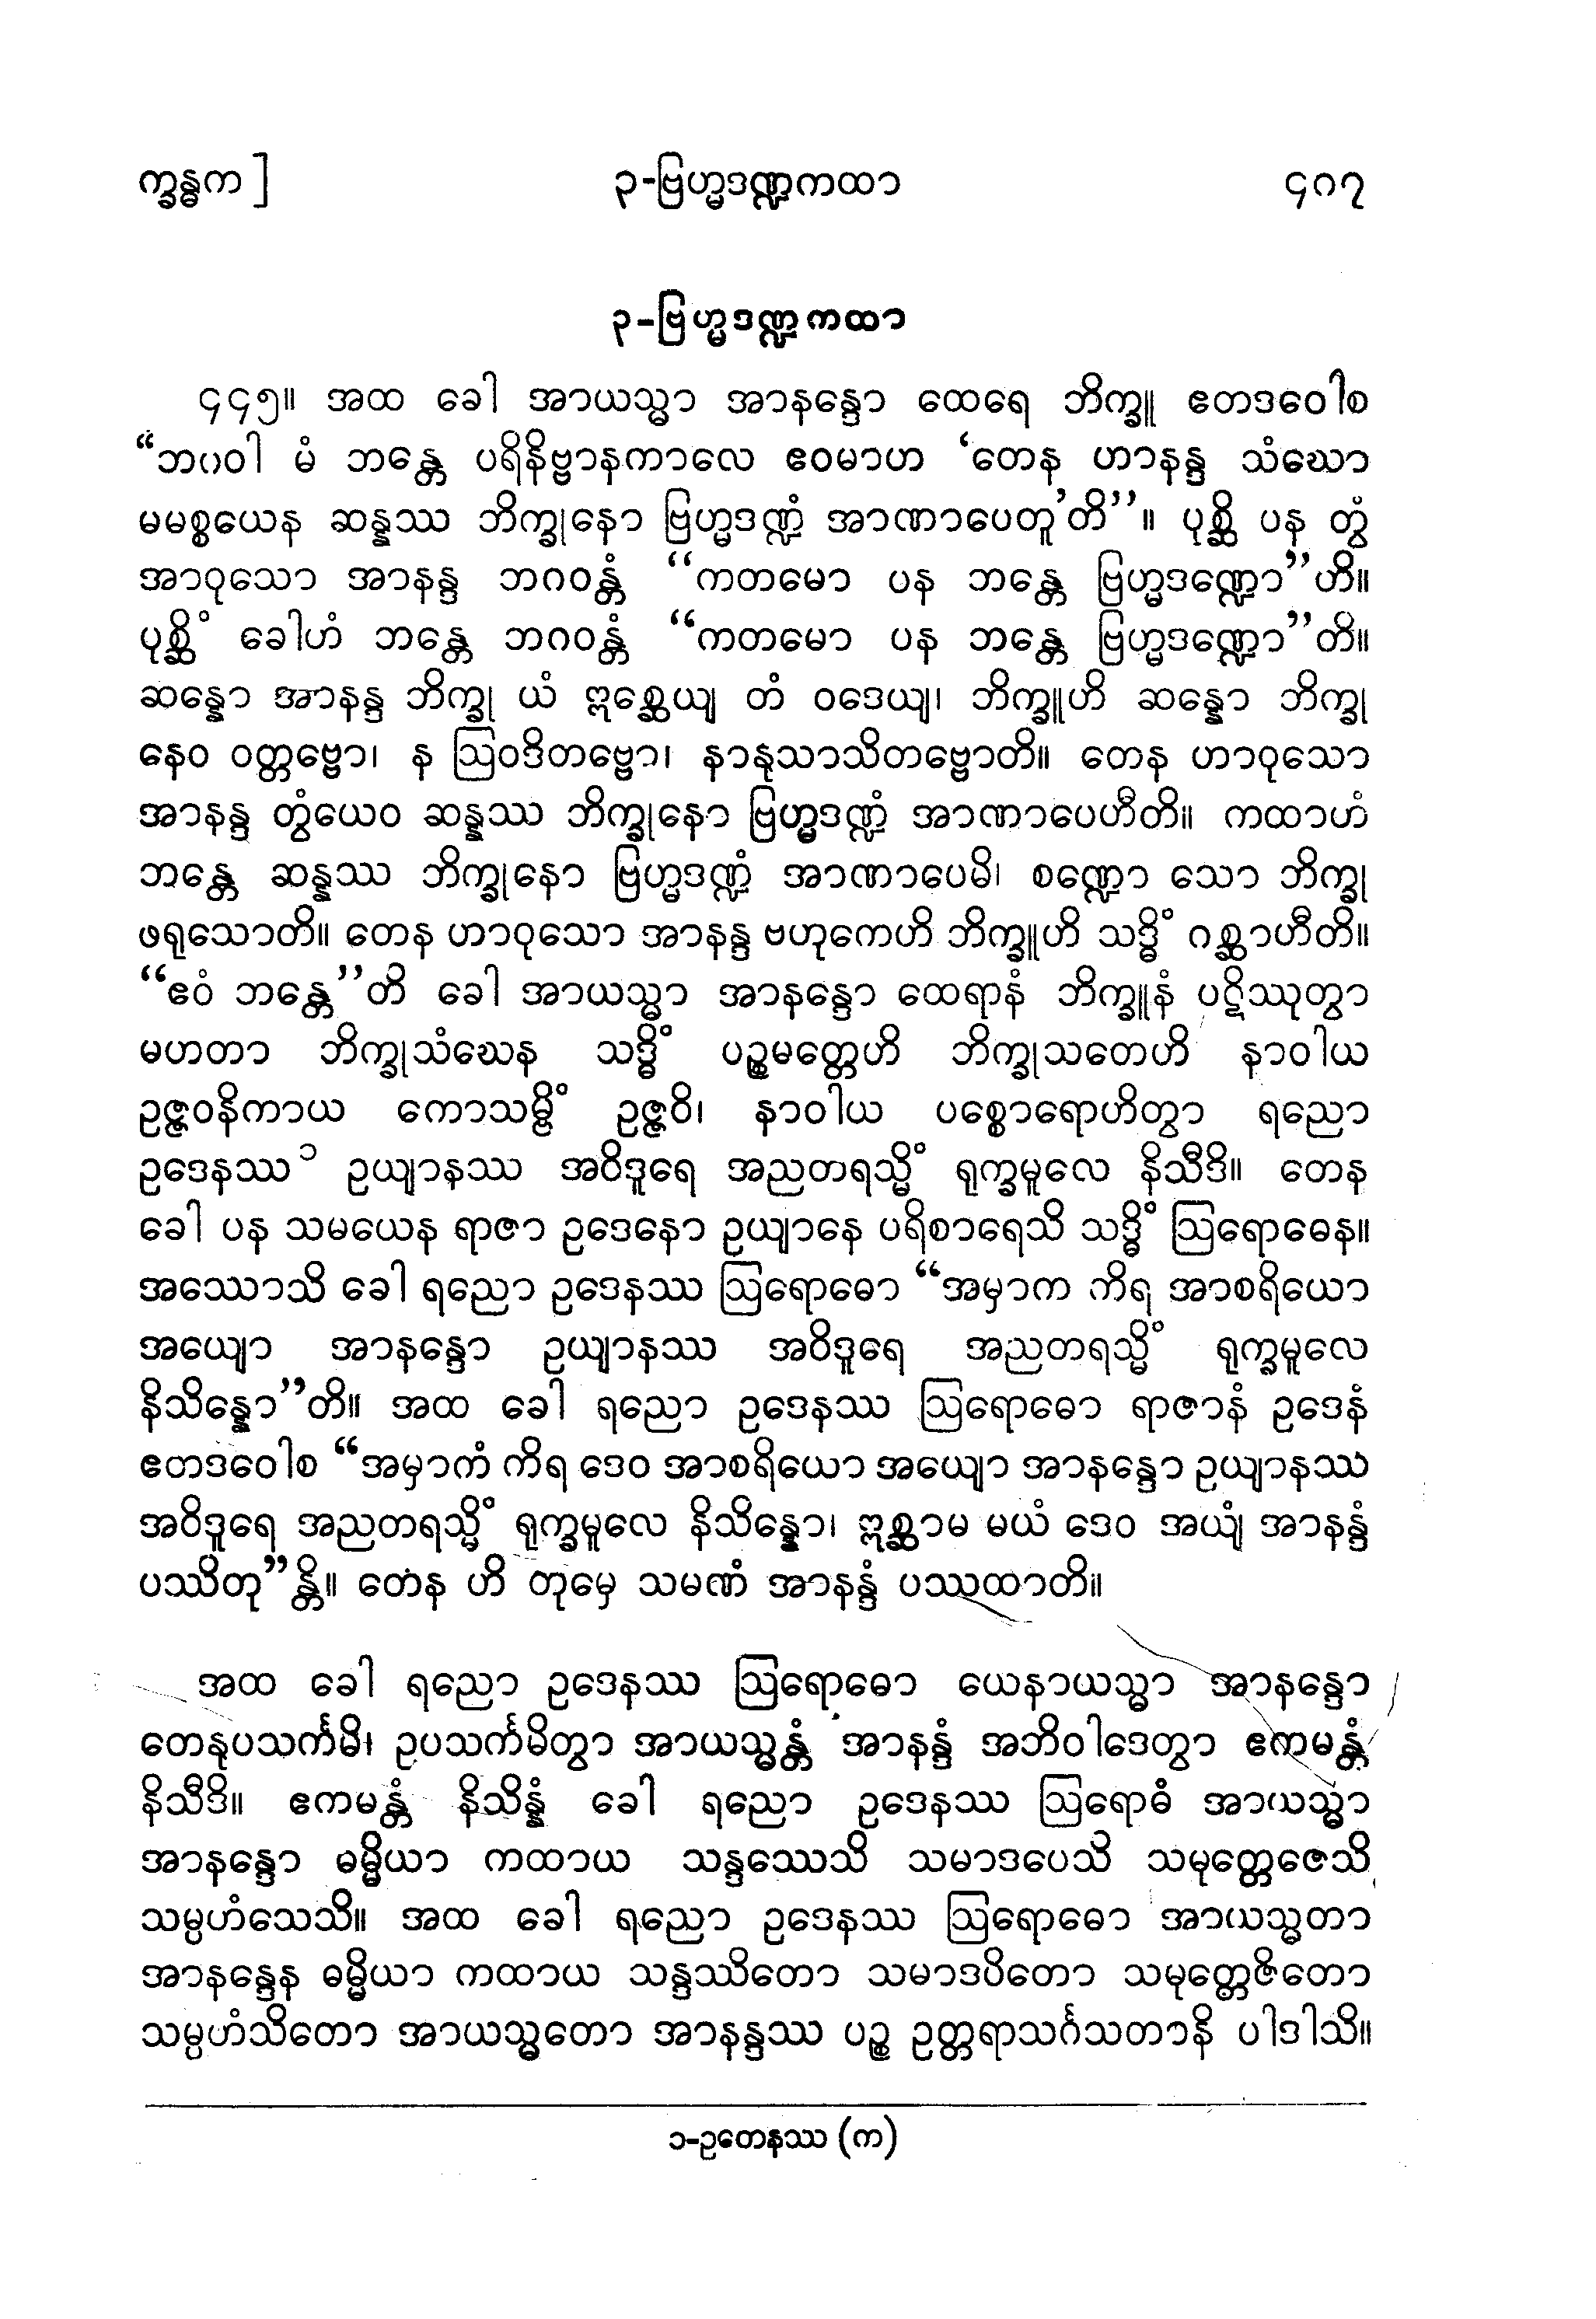 က္ခန္ဓက ] ၃-ဗြဟ္မဒဏ္ဍကထာ ၄၈၇
၃-ဗြဟ္မဒဏ္ဍကထာ
၄၄၅။ အထ ခေါ အာယသ္မာ အာနန္ဒော ထေရေ ဘိက္ခူ ဧတဒဝေါစ
“ဘဂဝါ မံ ဘန္တေ ပရိနိဗ္ဗာနကာလေ ဧဝမာဟ ‘တေန ဟာနန္ဒ သံဃော
မမစ္စယေန ဆန္နဿ ဘိက္ခုနော ဗြဟ္မဒဏ္ဍံ အာဏာပေတူ’တိ’’။ ပုစ္ဆိ ပန တွံ
အာဝုသော အာနန္ဒ ဘဂဝန္တံ “ကတမော ပန ဘန္တေ ဗြဟ္မဒဏ္ဍော”ဟိ။
ပုစ္ဆိံ ခေါဟံ ဘန္တေ ဘဂဝန္တံ “ကတမော ပန ဘန္တေ ဗြဟ္မဒဏ္ဍော”တိ။
ဆန္နော အာနန္ဒ ဘိက္ခု ယံ ဣစ္ဆေယျ တံ ဝဒေယျ၊ ဘိက္ခူဟိ ဆန္နော ဘိက္ခု
နေဝ ဝတ္တဗ္ဗော၊ န ဩဝဒိတဗ္ဗော၊ နာနုသာသိတဗ္ဗောတိ။ တေန ဟာဝုသော
အာနန္ဒ တွံယေဝ ဆန္နဿ ဘိက္ခုနော ဗြဟ္မဒဏ္ဍံ အာဏာပေဟီတိ။ ကထာဟံ
ဘန္တေ ဆန္နဿ ဘိက္ခုနော ဗြဟ္မဒဏ္ဍံ အာဏာပေမိ၊ စဏ္ဍော သော ဘိက္ခု
ဖရုသောတိ။ တေန ဟာဝုသော အာနန္ဒ ဗဟုကေဟိ ဘိက္ခူဟိ သဒ္ဓိံ ဂစ္ဆာဟီတိ။
“ဧဝံ ဘန္တေ”တိ ခေါ အာယသ္မာ အာနန္ဒော ထေရာနံ ဘိက္ခူနံ ပဋိဿုတွာ
မဟတာ ဘိက္ခုသံဃေန သဒ္ဓိံ ပဉ္စမတ္တေဟိ ဘိက္ခုသတေဟိ နာဝါယ
ဥဇ္ဇဝနိကာယ ကောသမ္ဗိံ ဥဇ္ဇဝိ၊ နာဝါယ ပစ္စောရောဟိတွာ ရညော
ဥဒေနဿ ၁ ဥယျာနဿ အဝိဒူရေ အညတရသ္မိံ ရုက္ခမူလေ နိသီဒိ။ တေန
ခေါ ပန သမယေန ရာဇာ ဥဒေနော ဥယျာနေ ပရိစာရေသိ သဒ္ဓိံ ဩရောဓေန။
အဿောသိ ခေါ ရညော ဥဒေနဿ ဩရောဓော “အမှာက ကိရ အာစရိယော
အယျော အာနန္ဒော ဥယျာနဿ အဝိဒူရေ အညတရသ္မိံ ရုက္ခမူလေ
နိသိန္နော”တိ။ အထ ခေါ ရညော ဥဒေနဿ ဩရောဓော ရာဇာနံ ဥဒေနံ
ဧတဒဝေါစ “အမှာကံ ကိရ ဒေဝ အာစရိယော အယျော အာနန္ဒော ဥယျာနဿ
အဝိဒူရေ အညတရသ္မိံ ရုက္ခမူလေ နိသိန္နော၊ ဣစ္ဆာမ မယံ ဒေဝ အယျံ အာနန္ဒံ
ပဿိတု”န္တိ။ တေန ဟိ တုမှေ သမဏံ အာနန္ဒံ ပဿထာတိ။
အထ ခေါ ရညော ဥဒေနဿ ဩရောဓော ယေနာယသ္မာ အာနန္ဒော
တေနုပသင်္ကမိ၊ ဥပသင်္ကမိတွာ အာယသ္မန္တံ အာနန္ဒံ အဘိဝါဒေတွာ ဧကမန္တံ
နိသီဒိ။ ဧကမန္တံ နိသိန္နံ ခေါ ရညော ဥဒေနဿ ဩရောဓံ အာယသ္မာ
အာနန္ဒော ဓမ္မိယာ ကထာယ သန္ဒဿေသိ သမာဒပေသိ သမုတ္တေဇေသိ
သမ္ပဟံသေသိ။ အထ ခေါ ရညော ဥဒေနဿ ဩရောဓော အာယသ္မတာ
အာနန္ဒေန ဓမ္မိယာ ကထာယ သန္ဒဿိတော သမာဒပိတော သမုတ္တေဇိတော
သမ္ပဟံသိတော အာယသ္မတော အာနန္ဒဿ ပဉ္စ ဥတ္တရာသင်္ဂသတာနိ ပါဒါသိ။
၁-ဥတေနဿ (က)